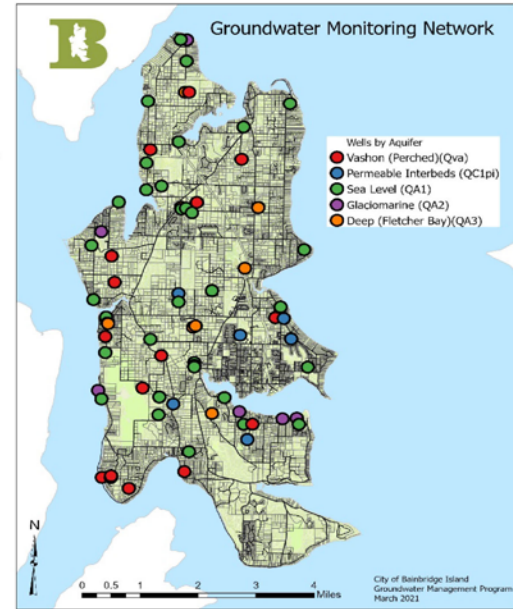 B
Groundwater Monitoring Network
Wells by Aquifer
Vashon (Perched)(Qva)
Permeable Interbeds (QC1pi)
Sea Level (QA1)
Glaciomarine (QA2)
Deep (Fletcher Bay)(QA3)
N
0 0.5 1 2 3 4
Miles
City of Bainbridge Island
Groundwater Management Program
March 2021